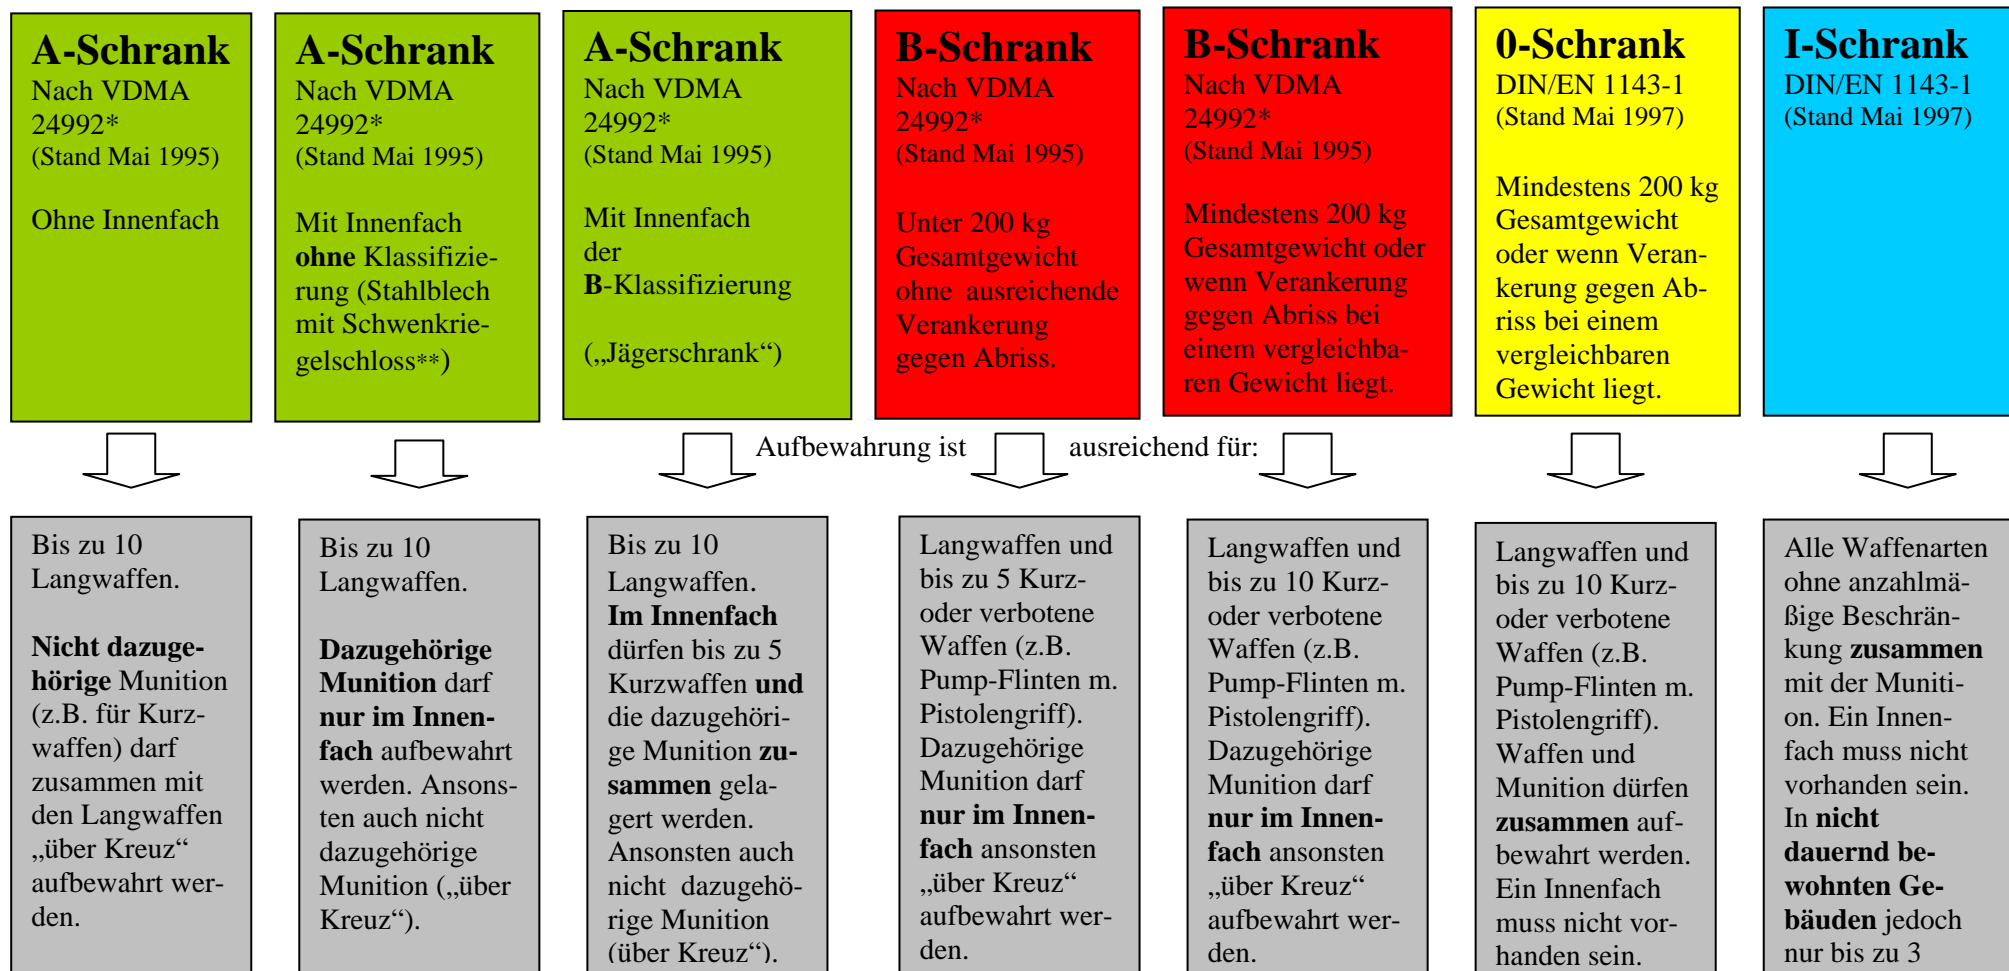 A-Schrank
Nach VDMA
24992*
(Stand Mai 1995)
Ohne Innenfach
A-Schrank
Nach VDMA
24992*
(Stand Mai 1995)
Mit Innenfach
ohne Klassifizie-
rung (Stahlblech
mit Schwenkrie-
gelschloss**)
A-Schrank
Nach VDMA
24992*
(Stand Mai 1995)
Mit Innenfach
der
B-Klassifizierung
(„Jägerschrank“)
B-Schrank
Nach VDMA
24992*
(Stand Mai 1995)
Unter 200 kg
Gesamtgewicht
ohne ausreichende
Verankerung
gegen Abriss.
B-Schrank
Nach VDMA
24992*
(Stand Mai 1995)
Mindestens 200 kg
Gesamtgewicht oder
wenn Verankerung
gegen Abriss bei
einem vergleichba-
ren Gewicht liegt.
0-Schrank
DIN/EN 1143-1
(Stand Mai 1997)
Mindestens 200 kg
Gesamtgewicht
oder wenn Veran-
kerung gegen Ab-
riss bei einem
vergleichbaren
Gewicht liegt.
I-Schrank
DIN/EN 1143-1
(Stand Mai 1997)
Aufbewahrung ist ausreichend für:
Bis zu 10
Langwaffen.
Nicht dazuge-
hörige Munition
(z.B. für Kurz-
waffen) darf
zusammen mit
den Langwaffen
„über Kreuz“
aufbewahrt wer-
den.
Bis zu 10
Langwaffen.
Dazugehörige
Munition darf
nur im Innen-
fach aufbewahrt
werden. Ansons-
ten auch nicht
dazugehörige
Munition („über
Kreuz“).
Bis zu 10
Langwaffen.
Im Innenfach
dürfen bis zu 5
Kurzwaffen und
die dazugehöri-
ge Munition zu-
sammen gela-
gert werden.
Ansonsten auch
nicht dazugehö-
rige Munition
(über Kreuz“).
Langwaffen und
bis zu 5 Kurz-
oder verbotene
Waffen (z.B.
Pump-Flinten m.
Pistolengriff).
Dazugehörige
Munition darf
nur im Innen-
fach ansonsten
„über Kreuz“
aufbewahrt wer-
den.
Langwaffen und
bis zu 10 Kurz-
oder verbotene
Waffen (z.B.
Pump-Flinten m.
Pistolengriff).
Dazugehörige
Munition darf
nur im Innen-
fach ansonsten
„über Kreuz“
aufbewahrt wer-
den.
Langwaffen und
bis zu 10 Kurz-
oder verbotene
Waffen (z.B.
Pump-Flinten m.
Pistolengriff).
Waffen und
Munition dürfen
zusammen auf-
bewahrt werden.
Ein Innenfach
muss nicht vor-
handen sein.
Alle Waffenarten
ohne anzahlmä-
ßige Beschrän-
kung zusammen
mit der Muniti-
on. Ein Innen-
fach muss nicht
vorhanden sein.
In nicht
dauernd be-
wohnten Ge-
bäuden jedoch
nur bis zu 3